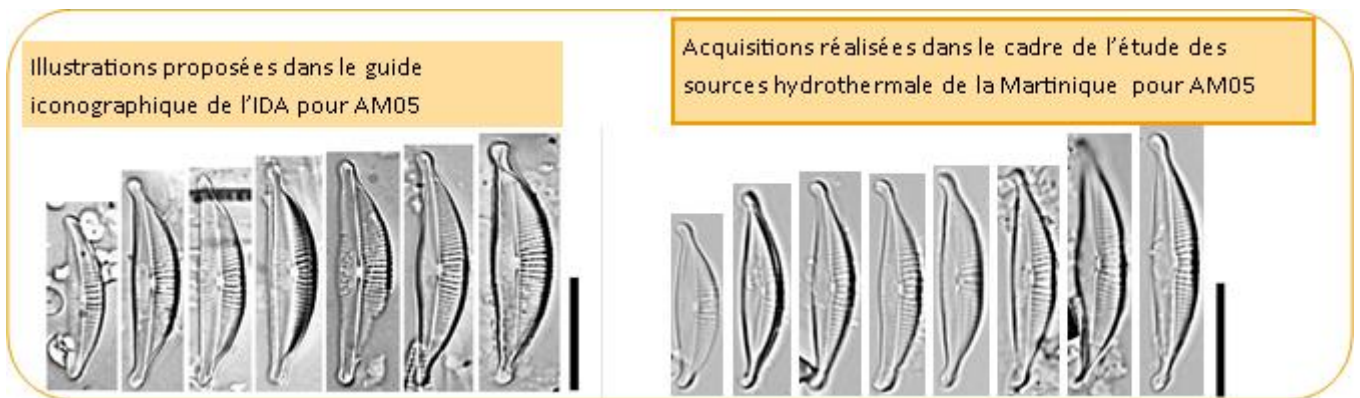 Illustrations proposées dans le guide
iconographique de l'IDA pour AM05
Acquisitions réalisées dans le cadre de l'étude des
sources hydrothermale de la Martinique pour AM05